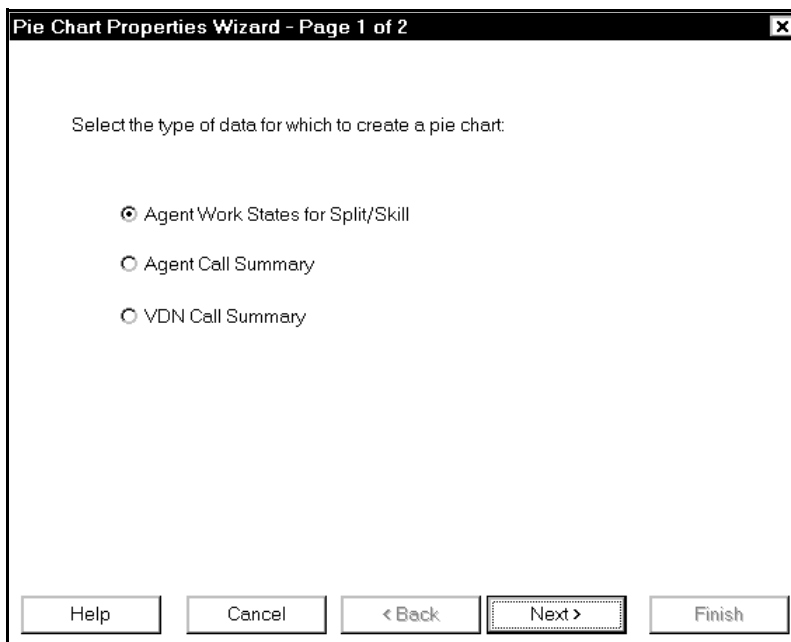 Pie Chart Properties Wizard - Page 1 of 2
Select the type of data for which to create a pie chart:
Agent Work States for Split/Skill
Agent Call Summary
VDN Call Summary
Help Cancel < Back Next > Finish